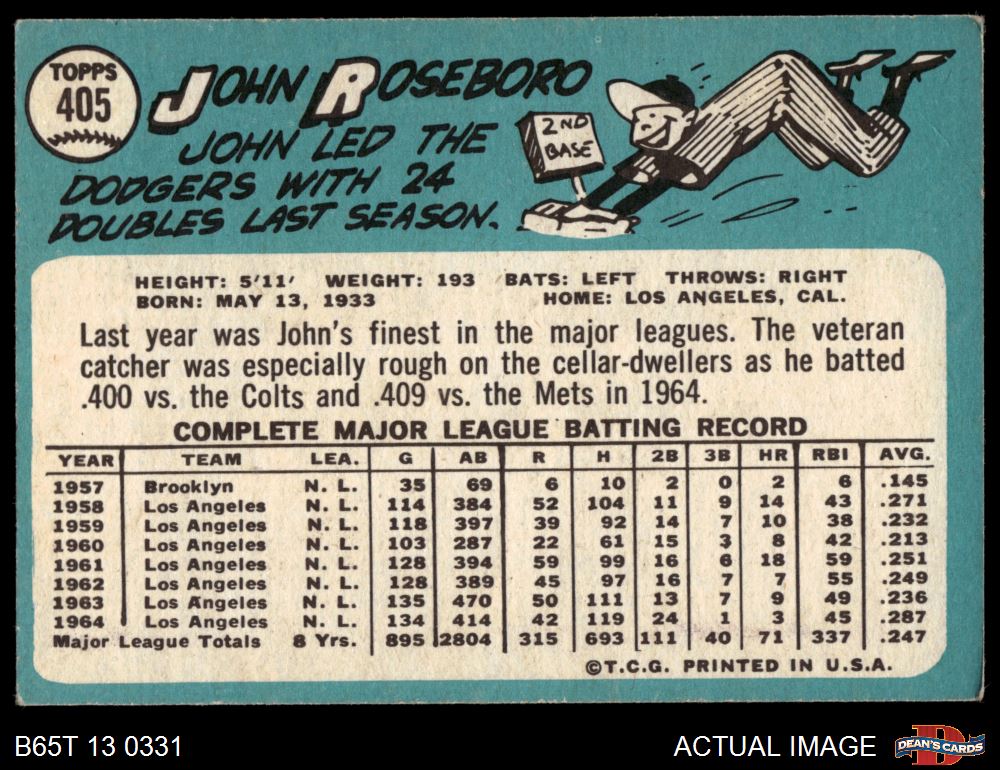 TOPPS
405
JOHN ROSEBORO
JOHN LED THE
DODGERS WITH 24
DOUBLES LAST SEASON.
2ND
BASE
HEIGHT: 5'11' WEIGHT: 193 BATS: LEFT THROWS: RIGHT
BORN: MAY 13, 1933 HOME: LOS ANGELES, CAL.
Last year was John's finest in the major leagues. The veteran
catcher was especially rough on the cellar-dwellers as he batted
.400 vs. the Colts and .409 vs. the Mets in 1964.
COMPLETE MAJOR LEAGUE BATTING RECORD
YEAR TEAM LEA. G AB R H 2B 3B HR RBI AVG.
1957 Brooklyn N. L. 35 69 6 10 2 0 2 6 .145
1958 Los Angeles N. L. 114 384 52 104 11 9 14 43 .271
1959 Los Angeles N. L. 118 397 39 92 14 7 10 38 .232
1960 Los Angeles N. L. 103 287 22 61 15 3 8 42 .213
1961 Los Angeles N. L. 128 394 59 99 16 6 18 59 .251
1962 Los Angeles N. L. 128 389 45 97 16 7 7 55 .249
1963 Los Angeles N. L. 135 470 50 111 13 7 9 49 .236
1964 Los Angeles N. L. 134 414 42 119 24 1 3 45 .287
Major League Totals 8 Yrs. 895 2804 315 693 111 40 71 337 .247
©T.C.G. PRINTED IN U.S.A.
B65T 13 0331 ACTUAL IMAGE DEAN'S CARDS